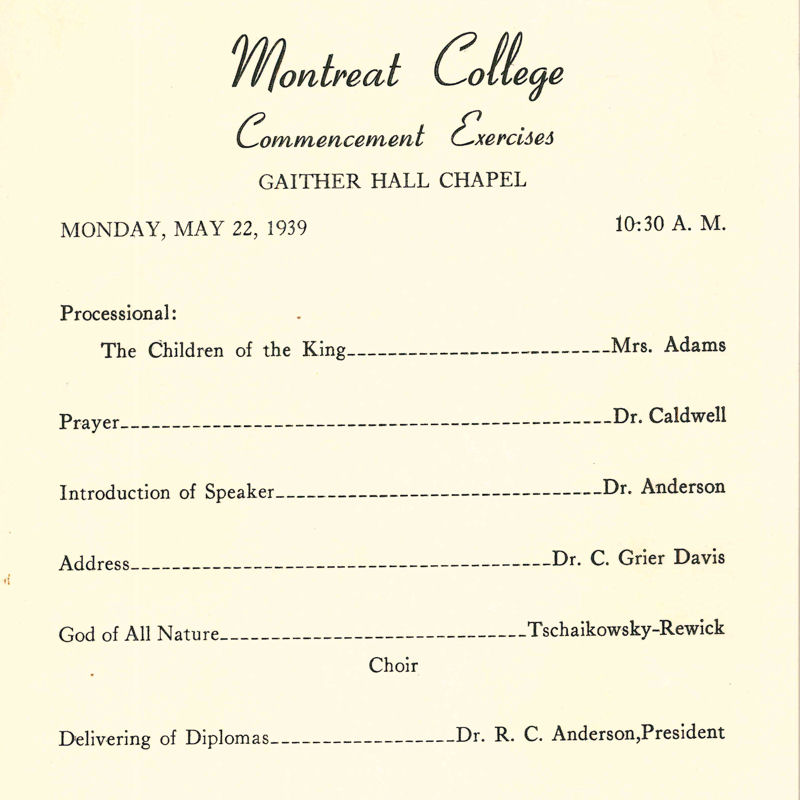 Montreat College
Commencement Exercises
GAITHER HALL CHAPEL
MONDAY, MAY 22, 1939 10:30 A. M.
Processional:
The Children of the King Mrs. Adams
Prayer Dr. Caldwell
Introduction of Speaker Dr. Anderson
Address Dr. C. Grier Davis
God of All Nature Tschaikowsky-Rewick
Choir
Delivering of Diplomas Dr. R. C. Anderson,President